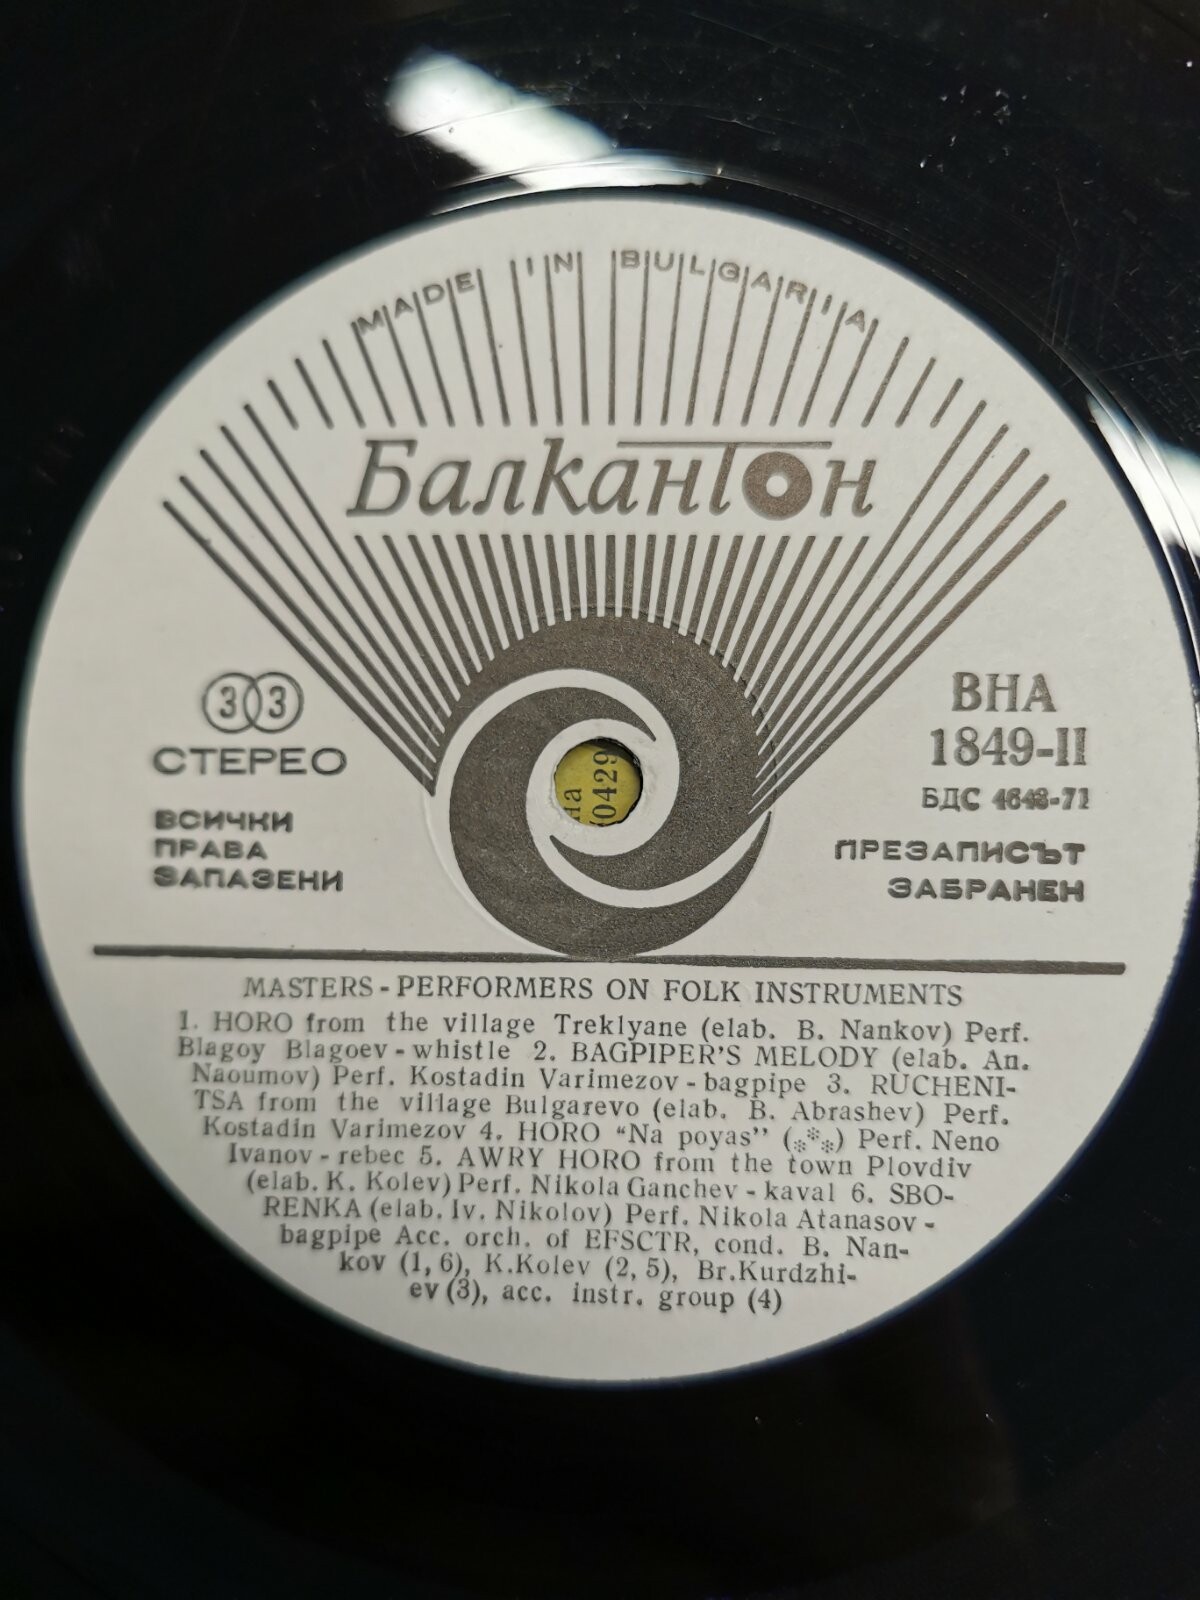 MADE IN BULGARIA
Балкантон
33
СТЕРЕО
ВСИЧКИ
ПРАВА
ЗАПАЗЕНИ
на
0429
ВНА
1849-II
БДС 4643-71
ПРЕЗАПИСЪТ
ЗАБРАНЕН
MASTERS - PERFORMERS ON FOLK INSTRUMENTS
1. HORO from the village Treklyane (elab. B. Nankov) Perf.
Blagoy Blagoev - whistle 2. BAGPIPER'S MELODY (elab. An.
Naoumov) Perf. Kostadin Varimezov - bagpipe 3. RUCHENI-
TSA from the village Bulgarevo (elab. B. Abrashev) Perf.
Kostadin Varimezov 4. HORO “Na poyas” (***) Perf. Neno
Ivanov - rebec 5. AWRY HORO from the town Plovdiv
(elab. K. Kolev) Perf. Nikola Ganchev - kaval 6. SBO-
RENKA (elab. Iv. Nikolov) Perf. Nikola Atanasov -
bagpipe Acc. orch. of EFSCTR, cond. B. Nan-
kov (1, 6), K.Kolev (2, 5), Br.Kurdzhi-
ev (3), acc. instr. group (4)